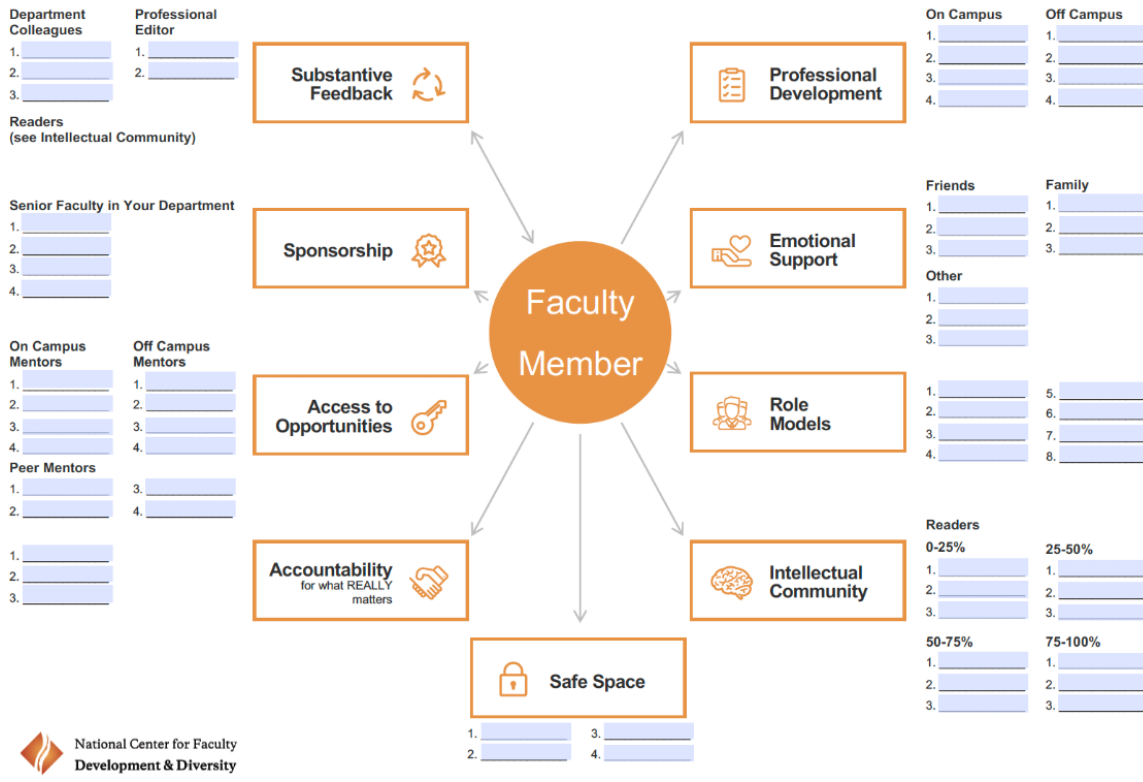 Department
Colleagues
1.
2.
3.
Professional
Editor
1.
2.
Readers
(see Intellectual Community)
Substantive
Feedback
Senior Faculty in Your Department
1.
2.
3.
4.
Sponsorship
On Campus
Mentors
1.
2.
3.
4.
Off Campus
Mentors
1.
2.
3.
4.
Peer Mentors
1.
2.
3.
4.
Access to
Opportunities
1.
2.
3.
Accountability
for what REALLY
matters
Faculty
Member
Professional
Development
On Campus
1.
2.
3.
4.
Off Campus
1.
2.
3.
4.
Emotional
Support
Friends
1.
2.
3.
Family
1.
2.
3.
Other
1.
2.
3.
Role
Models
1.
2.
3.
4.
5.
6.
7.
8.
Intellectual
Community
Readers
0-25%
1.
2.
3.
25-50%
1.
2.
3.
50-75%
1.
2.
3.
75-100%
1.
2.
3.
Safe Space
1.
2.
3.
4.
National Center for Faculty
Development & Diversity